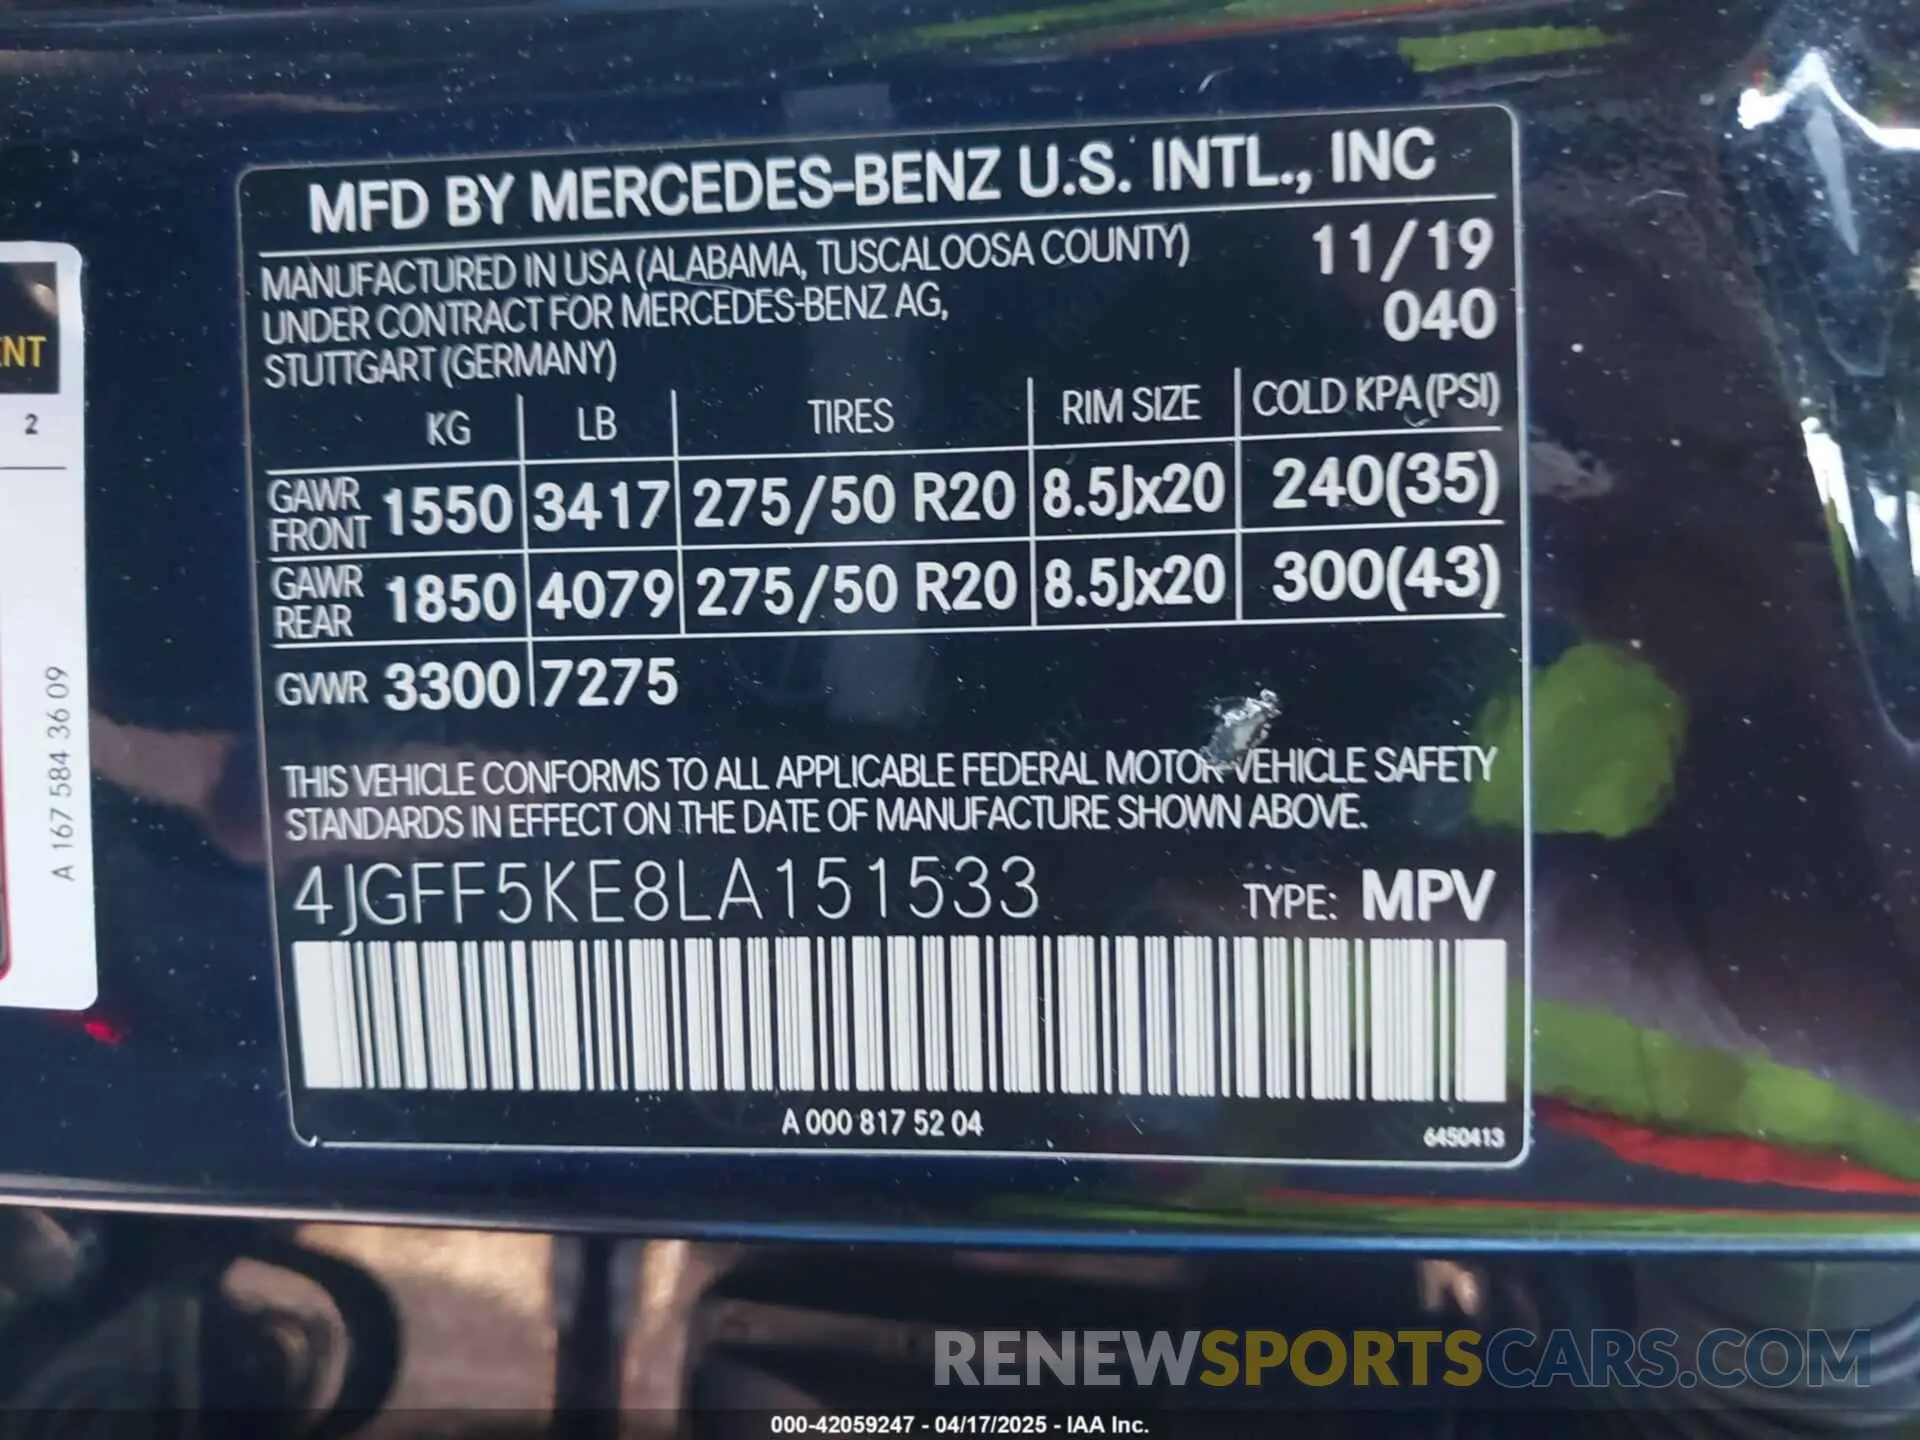 MFD BY MERCEDES-BENZ U.S. INTL., INC
MANUFACTURED IN USA (ALABAMA, TUSCALOOSA COUNTY) 11/19
UNDER CONTRACT FOR MERCEDES-BENZ AG, 040
STUTTGART (GERMANY)
KG LB TIRES RIM SIZE COLD KPA (PSI)
GAWR FRONT 1550 3417 275/50 R20 8.5Jx20 240(35)
GAWR REAR 1850 4079 275/50 R20 8.5Jx20 300(43)
GVWR 3300 7275
THIS VEHICLE CONFORMS TO ALL APPLICABLE FEDERAL MOTOR VEHICLE SAFETY
STANDARDS IN EFFECT ON THE DATE OF MANUFACTURE SHOWN ABOVE.
4JGFF5KE8LA151533 TYPE: MPV
A 000 817 52 04
6450413
2
A 167 584 36 09
RENEWSPORTSCARS.COM
000-42059247 - 04/17/2025 - IAA Inc.